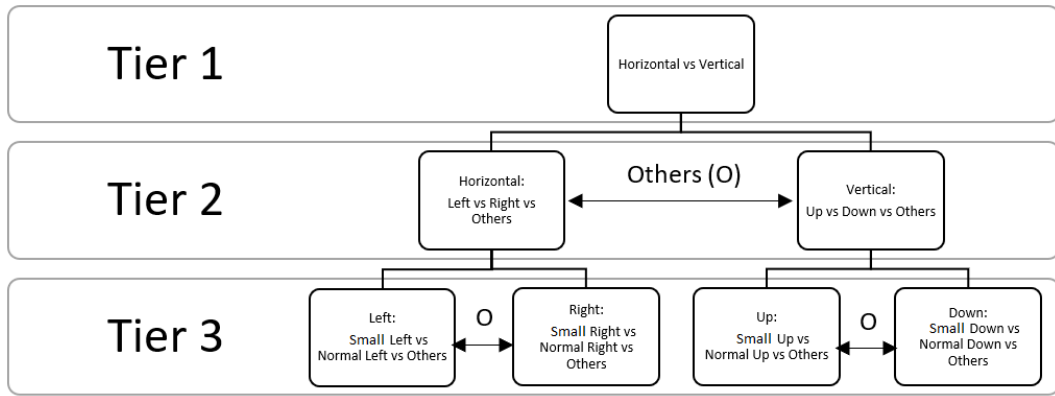 Tier 1
Horizontal vs Vertical
Tier 2
Horizontal:
Left vs Right vs
Others
Others (O)
Vertical:
Up vs Down vs Others
Tier 3
Left:
Small Left vs
Normal Left vs Others
O
Right:
Small Right vs
Normal Right vs
Others
Up:
Small Up vs
Normal Up vs Others
O
Down:
Small Down vs
Normal Down vs
Others